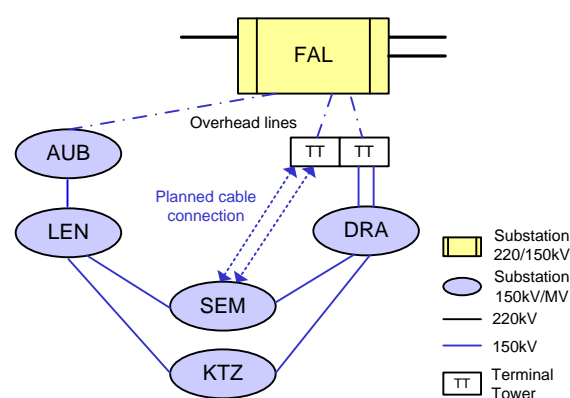 FAL
Overhead lines
AUB
TT TT
Planned cable
connection
LEN
DRA
SEM
KTZ
Substation
220/150kV
Substation
150kV/MV
220kV
150kV
TT
Terminal
Tower